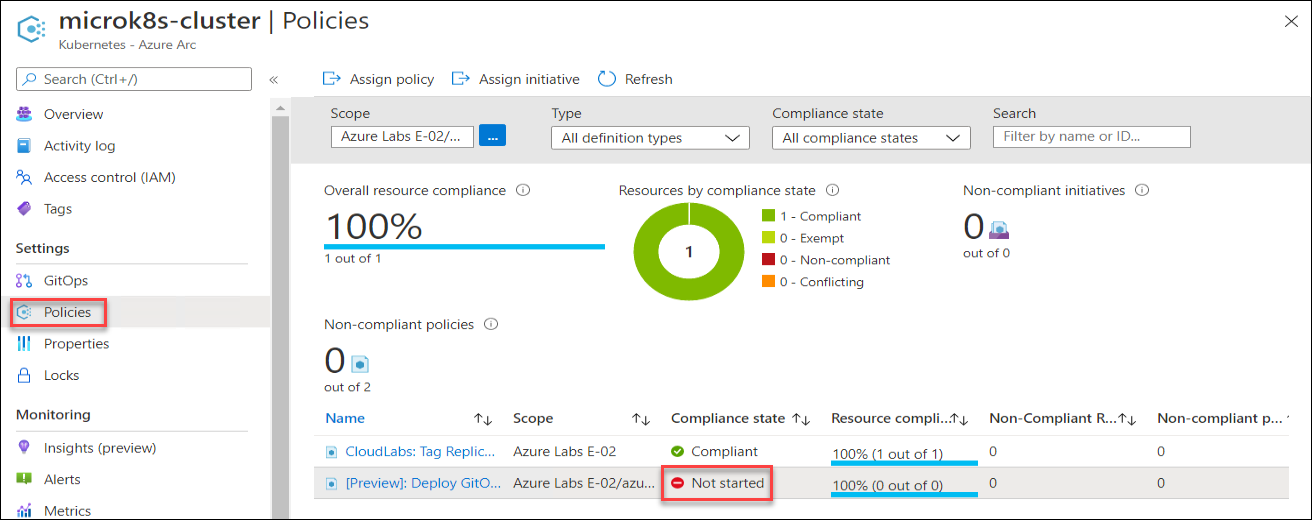 microk8s-cluster | Policies
Kubernetes - Azure Arc
Search (Ctrl+/)
«
Overview
Activity log
Access control (IAM)
Tags
Settings
GitOps
Policies
Properties
Locks
Monitoring
Insights (preview)
Alerts
Metrics
Assign policy Assign initiative Refresh
Scope Type Compliance state Search
Azure Labs E-02/... ... All definition types All compliance states Filter by name or ID...
Overall resource compliance
100%
1 out of 1
Resources by compliance state
1
1 - Compliant
0 - Exempt
0 - Non-compliant
0 - Conflicting
Non-compliant initiatives
0
out of 0
Non-compliant policies
0
out of 2
Name Scope Compliance state Resource compli... Non-Compliant R... Non-compliant p...
CloudLabs: Tag Replic... Azure Labs E-02 Compliant 100% (1 out of 1) 0 0
[Preview]: Deploy GitO... Azure Labs E-02/azu... Not started 100% (0 out of 0) 0 0